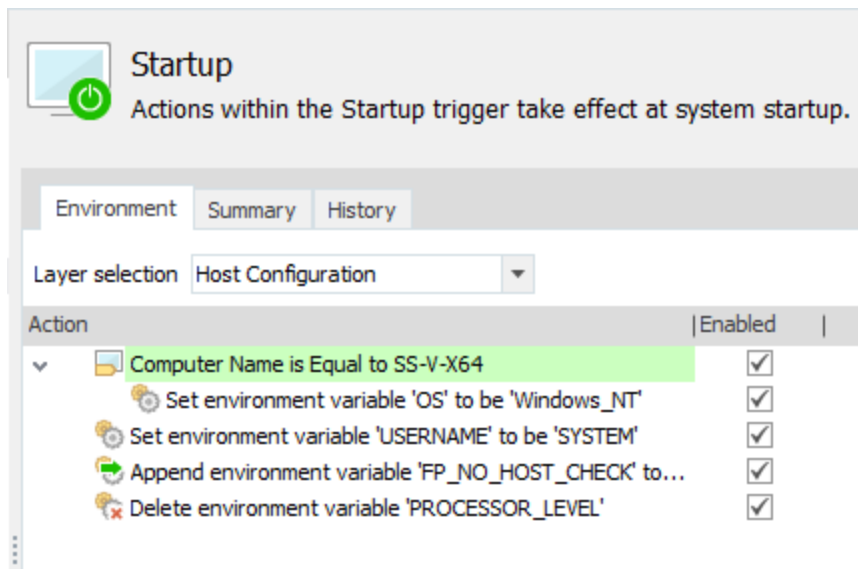 Startup
Actions within the Startup trigger take effect at system startup.
Environment Summary History
Layer selection Host Configuration
Action Enabled
Computer Name is Equal to SS-V-X64
Set environment variable 'OS' to be 'Windows_NT'
Set environment variable 'USERNAME' to be 'SYSTEM'
Append environment variable 'FP_NO_HOST_CHECK' to...
Delete environment variable 'PROCESSOR_LEVEL'